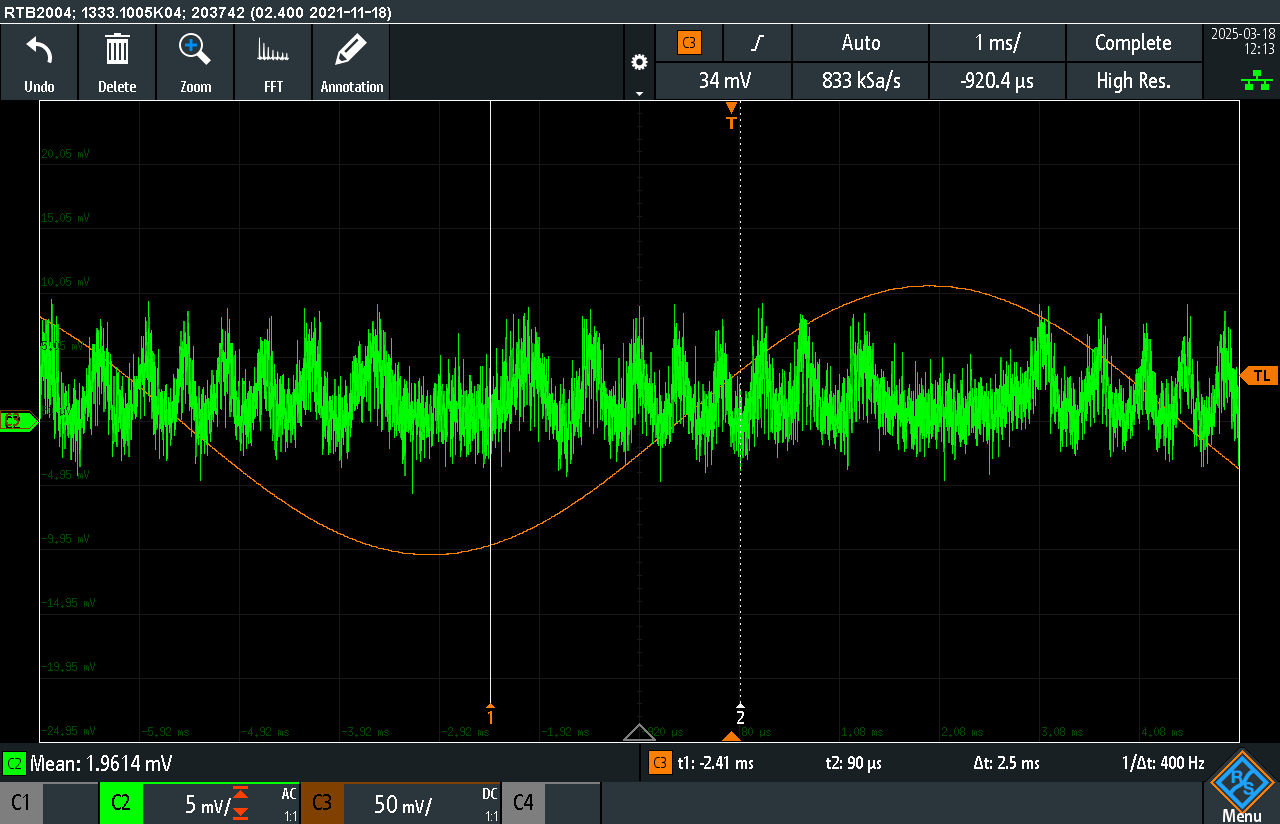 RTB2004; 1333.1005K04; 203742 (02.400 2021-11-18)
Undo Delete Zoom FFT Annotation
C3 Auto 1 ms/ Complete 2025-03-18
12:13
34 mV 833 kSa/s -920.4 µs High Res.
T
20.05 mV
15.05 mV
10.05 mV
TL
C2
-4.95 mV
-9.95 mV
-14.95 mV
-19.95 mV
1 2
-24.95 mV -5.92 ms -4.92 ms -3.92 ms -2.92 ms -1.92 ms 80 µs 1.08 ms 2.08 ms 3.08 ms 4.08 ms
C2 Mean: 1.9614 mV C3 t1: -2.41 ms t2: 90 µs Δt: 2.5 ms 1/Δt: 400 Hz
C1 C2 5 mV/ AC 1:1 C3 50 mV/ DC 1:1 C4 R S Menu